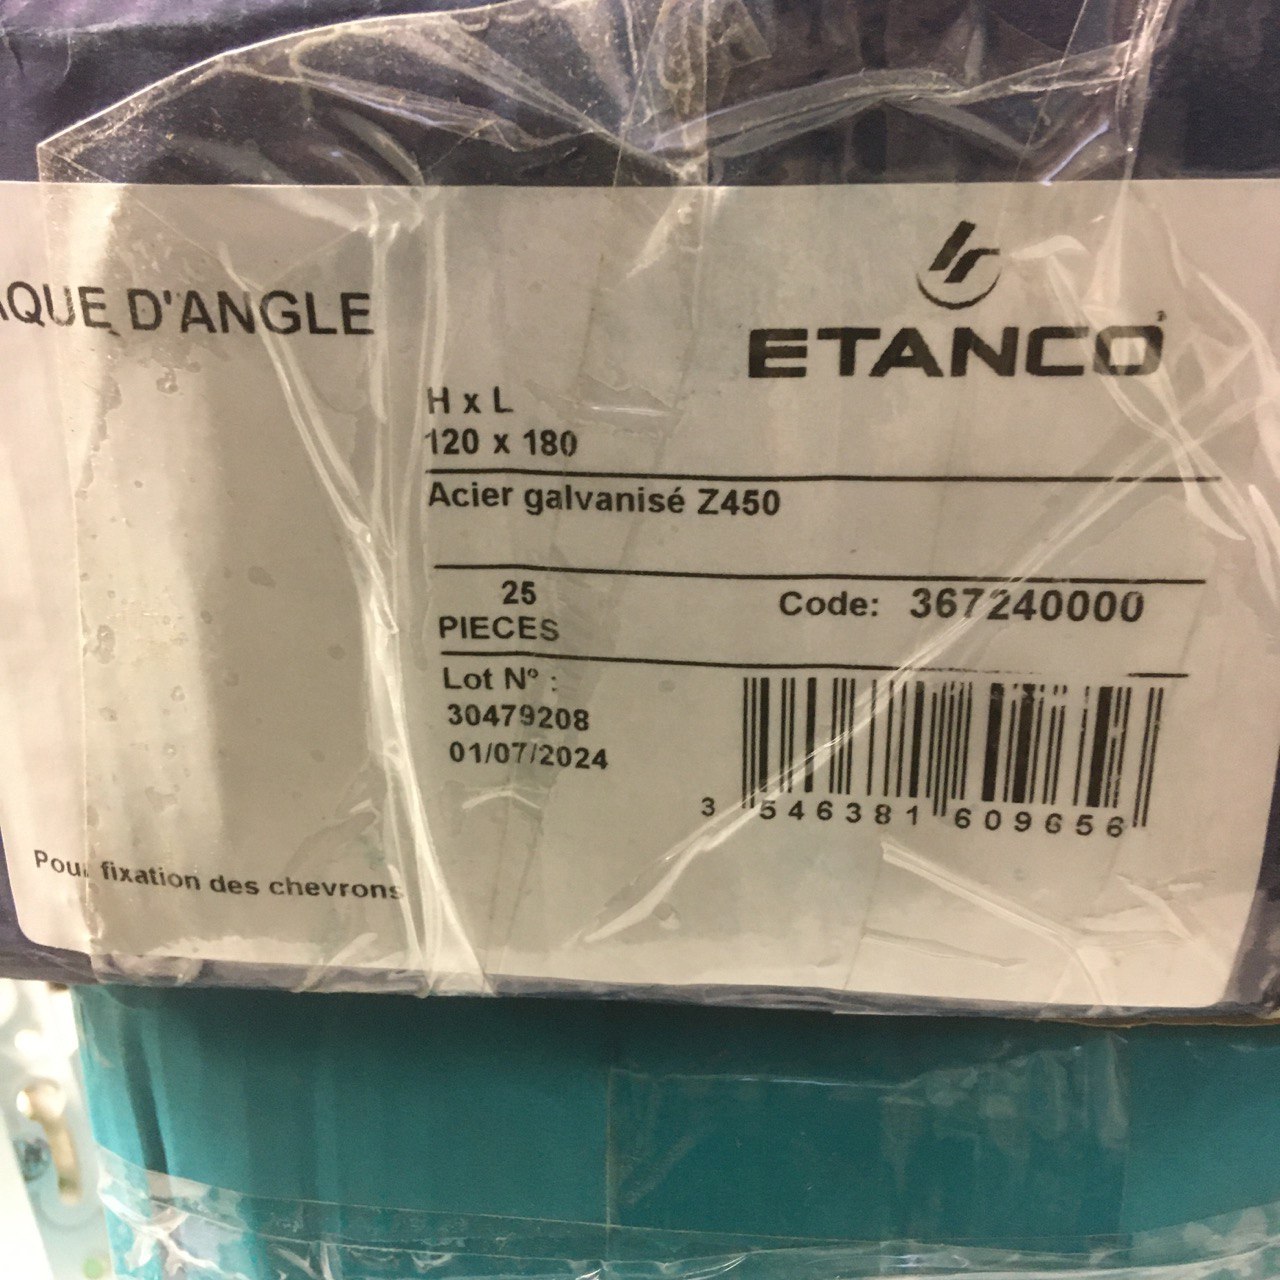 AQUE D'ANGLE
ETANCO
H x L
120 x 180
Acier galvanisé Z450
25
PIECES
Code: 367240000
Lot N° :
30479208
01/07/2024
3 546381 609656
Pour fixation des chevrons